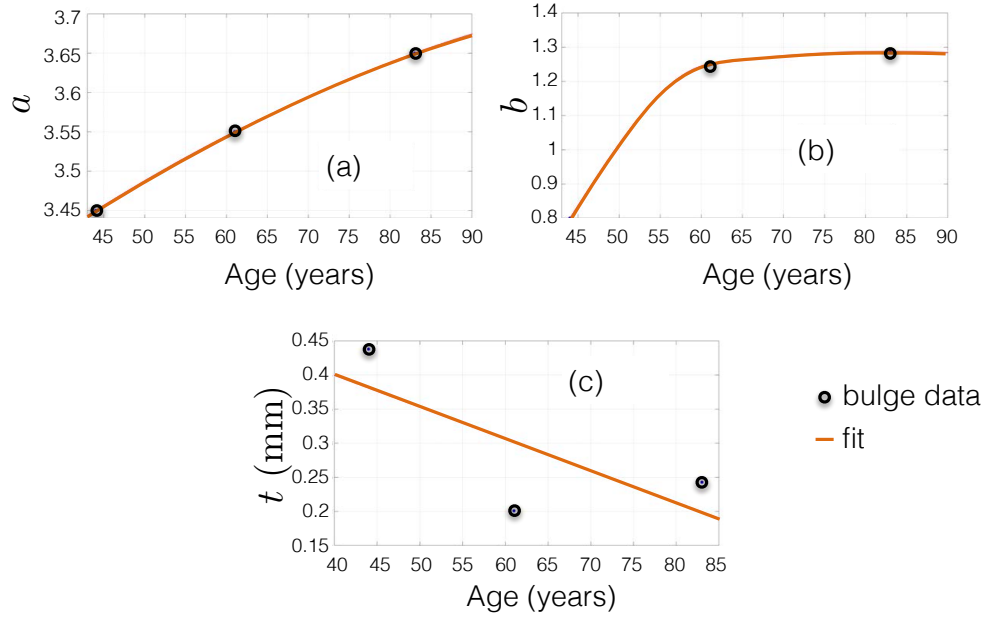 3.7
3.65
3.6
3.55
3.5
3.45
a
(a)
45 50 55 60 65 70 75 80 85 90
Age (years)
1.4
1.3
1.2
1.1
1
0.9
0.8
b
(b)
45 50 55 60 65 70 75 80 85 90
Age (years)
0.45
0.4
0.35
0.3
0.25
0.2
0.15
t (mm)
(c)
40 45 50 55 60 65 70 75 80 85
Age (years)
bulge data
fit